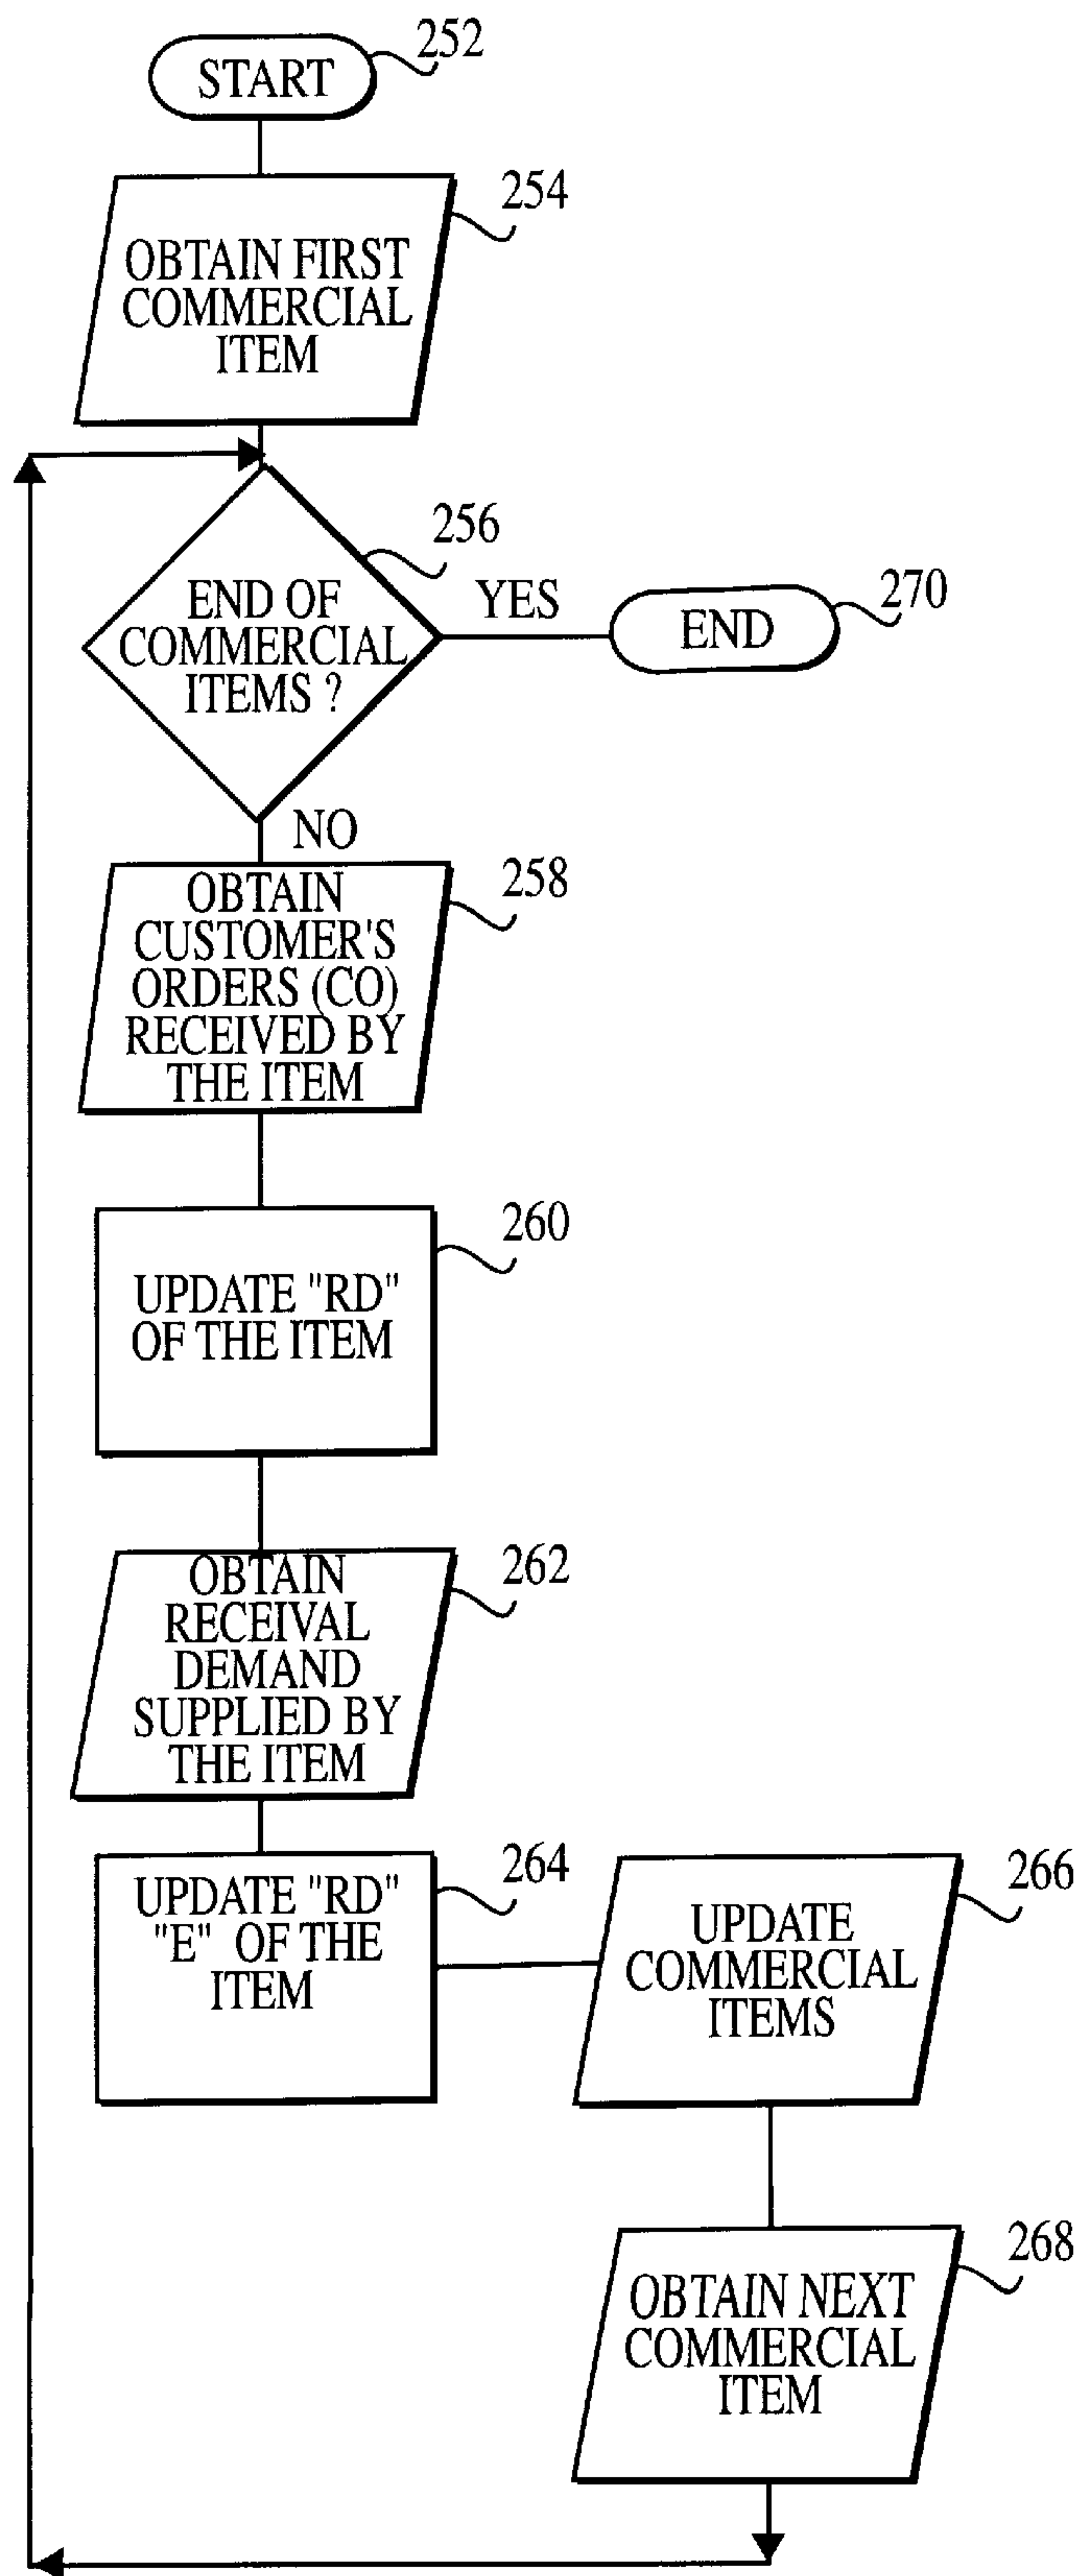 START
252
OBTAIN FIRST
COMMERCIAL
ITEM
254
END OF
COMMERCIAL
ITEMS ?
256
YES
END
270
NO
OBTAIN
CUSTOMER'S
ORDERS (CO)
RECEIVED BY
THE ITEM
258
UPDATE "RD"
OF THE ITEM
260
OBTAIN
RECEIVAL
DEMAND
SUPPLIED BY
THE ITEM
262
UPDATE "RD"
"E" OF THE
ITEM
264
UPDATE
COMMERCIAL
ITEMS
266
OBTAIN NEXT
COMMERCIAL
ITEM
268